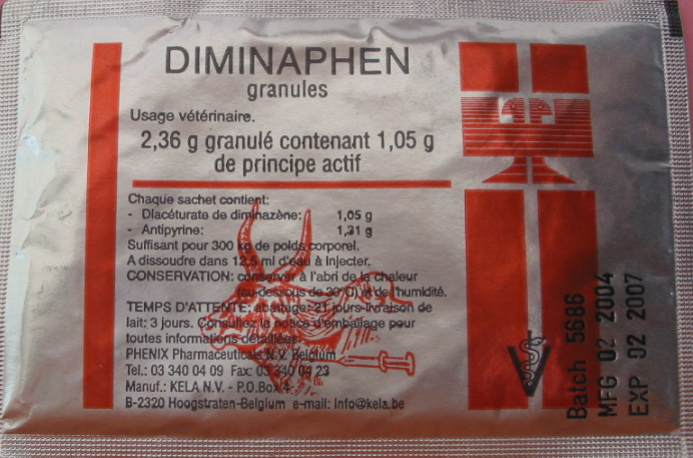 DIMINAPHEN
granules
Usage vétérinaire.
2,36 g granulé contenant 1,05 g
de principe actif
Chaque sachet contient:
- Diacéturate de diminazène: 1,05 g
- Antipyrine: 1,31 g
Suffisant pour 300 kg de poids corporel.
A dissoudre dans 12,5 ml d'eau à Injecter.
CONSERVATION: conserver à l'abri de la chaleur
(au-dessous de 30°C) et de l'humidité.
TEMPS D'ATTENTE: abattage: 21 jours-livraison de
lait: 3 jours. Consultez la notice d'emballage pour
toutes informations détaillées.
PHENIX Pharmaceuticals N.V. Belgium
Tel.: 03 340 04 09 Fax: 03 340 04 23
Manuf.: KELA N.V. - P.O.Box
B-2320 Hoogstraten-Belgium e-mail: info@kela.be
Batch 5686
MFG 02 2004
EXP 02 2007